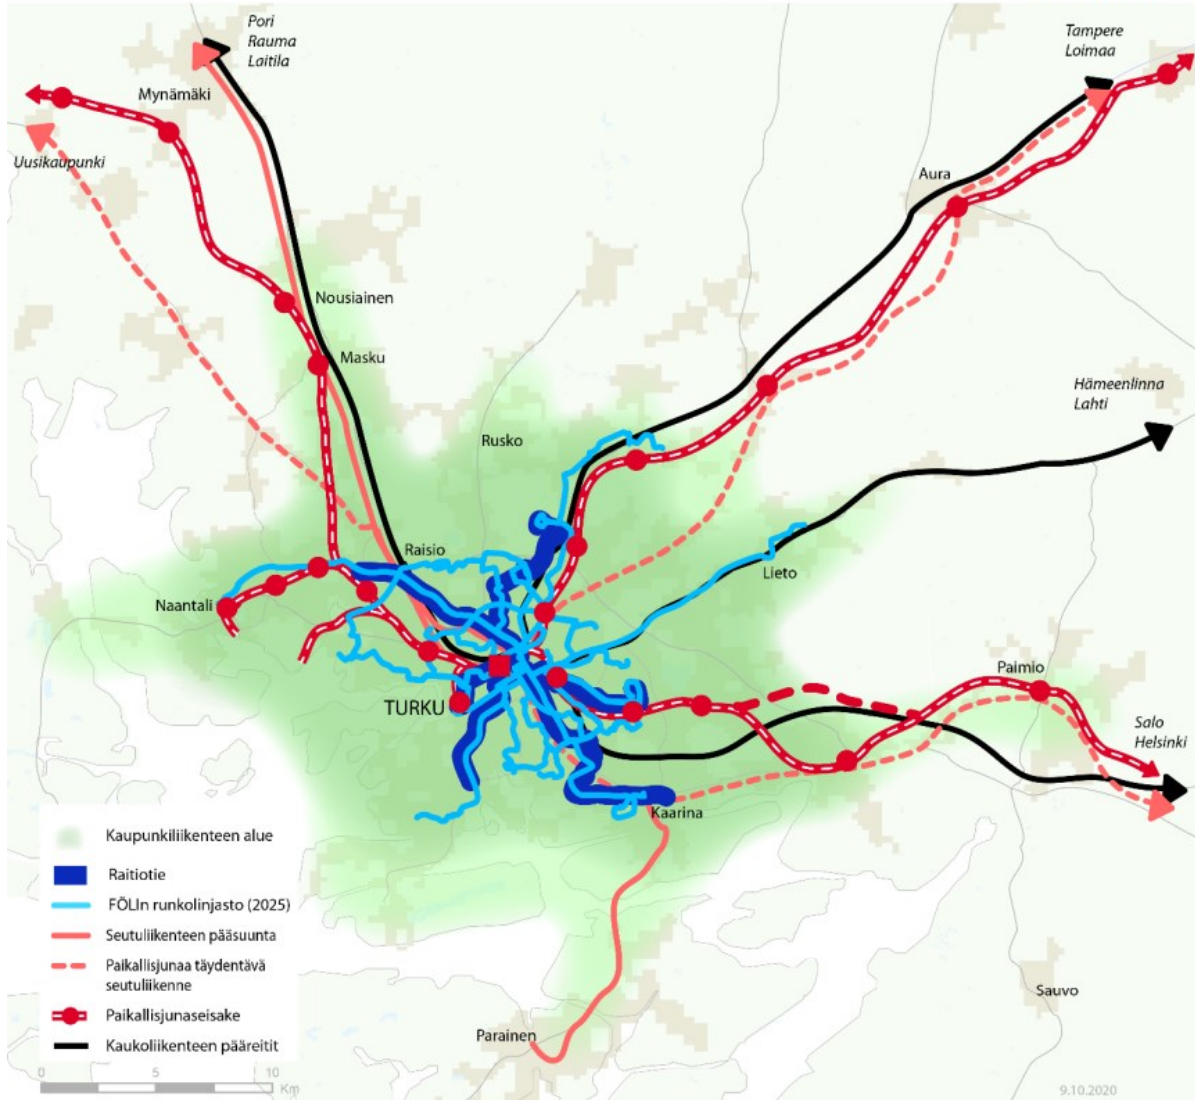 Pori
Rauma
Laitila
Tampere
Loimaa
Mynämäki
Uusikaupunki
Aura
Nousiainen
Masku
Hämeenlinna
Lahti
Rusko
Raisio
Lieto
Naantali
Paimio
TURKU
Salo
Helsinki
Kaarina
Kaupunkiliikenteen alue
Raitiotie
FÖLIn runkolinjasto (2025)
Seutuliikenteen pääsuunta
Paikallisjunaa täydentävä
seutuliikenne
Paikallisjunaseisake
Kaukoliikenteen pääreitit
Sauvo
Parainen
0 5 10
Km
9.10.2020